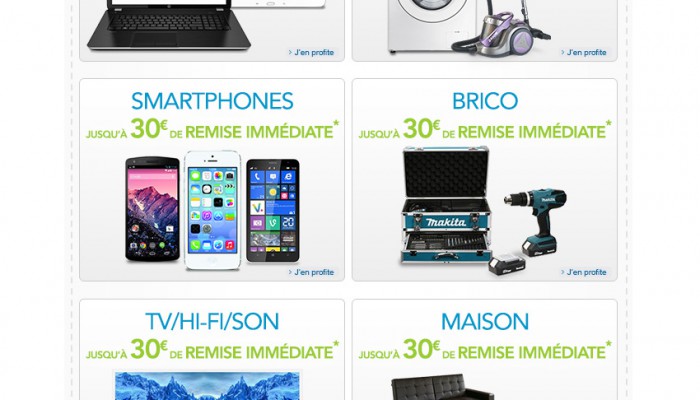 J'en profite
J'en profite
SMARTPHONES
JUSQU'À 30€ DE REMISE IMMÉDIATE*
J'en profite
BRICO
JUSQU'À 30€ DE REMISE IMMÉDIATE*
makita
J'en profite
TV/HI-FI/SON
JUSQU'À 30€ DE REMISE IMMÉDIATE*
MAISON
JUSQU'À 30€ DE REMISE IMMÉDIATE*